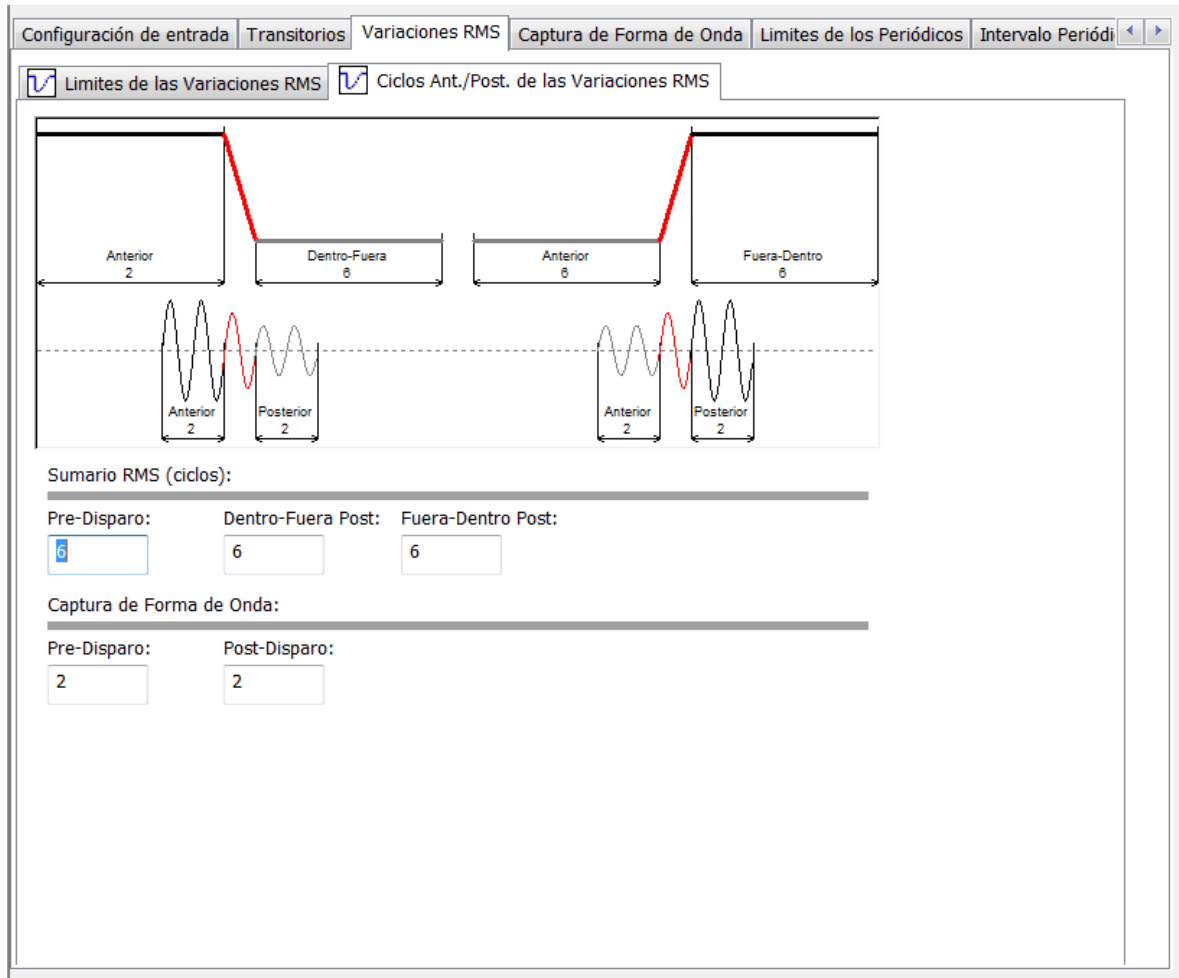 Configuración de entrada Transitorios Variaciones RMS Captura de Forma de Onda Limites de los Periódicos Intervalo Periódi
Limites de las Variaciones RMS Ciclos Ant./Post. de las Variaciones RMS
Anterior Dentro-Fuera Anterior Fuera-Dentro
2 6 6 6
Anterior Posterior Anterior Posterior
2 2 2 2
Sumario RMS (ciclos):
Pre-Disparo: Dentro-Fuera Post: Fuera-Dentro Post:
6 6 6
Captura de Forma de Onda:
Pre-Disparo: Post-Disparo:
2 2